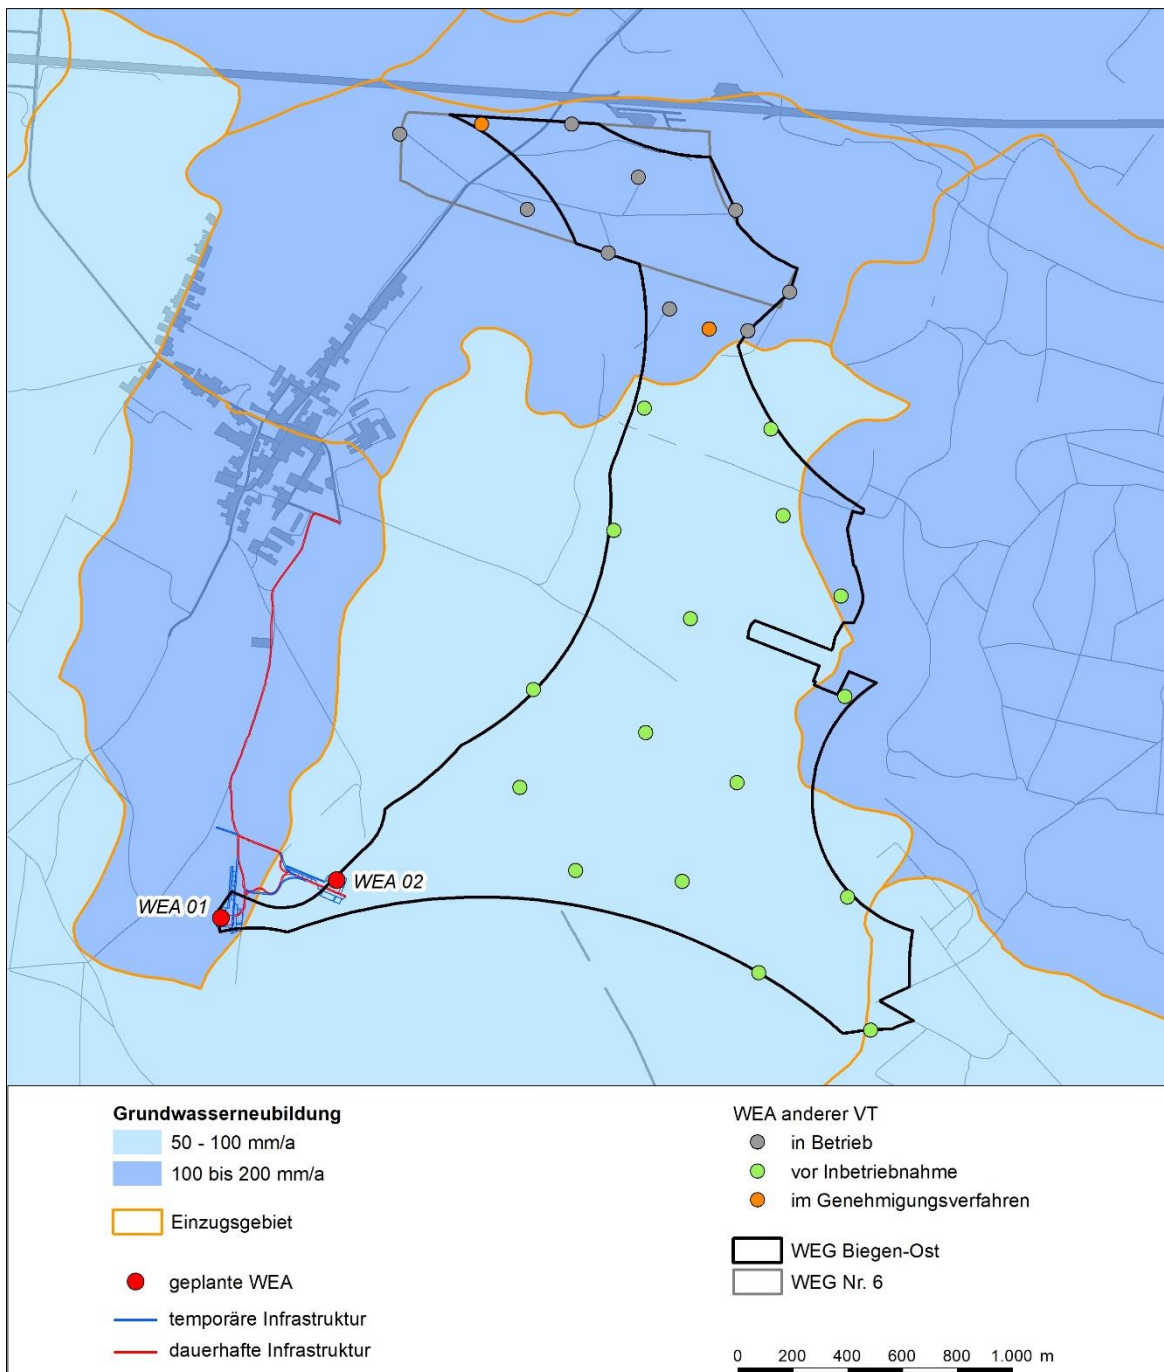 WEA 02
WEA 01
Grundwasserneubildung
50 - 100 mm/a
100 bis 200 mm/a
Einzugsgebiet
geplante WEA
temporäre Infrastruktur
dauerhafte Infrastruktur
WEA anderer VT
in Betrieb
vor Inbetriebnahme
im Genehmigungsverfahren
WEG Biegen-Ost
WEG Nr. 6
0 200 400 600 800 1.000 m